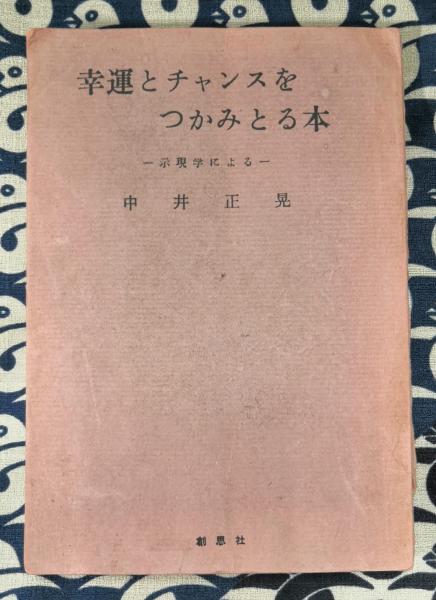 幸運とチャンスを
つかみとる本
―示現学による―
中井正晃
創思社